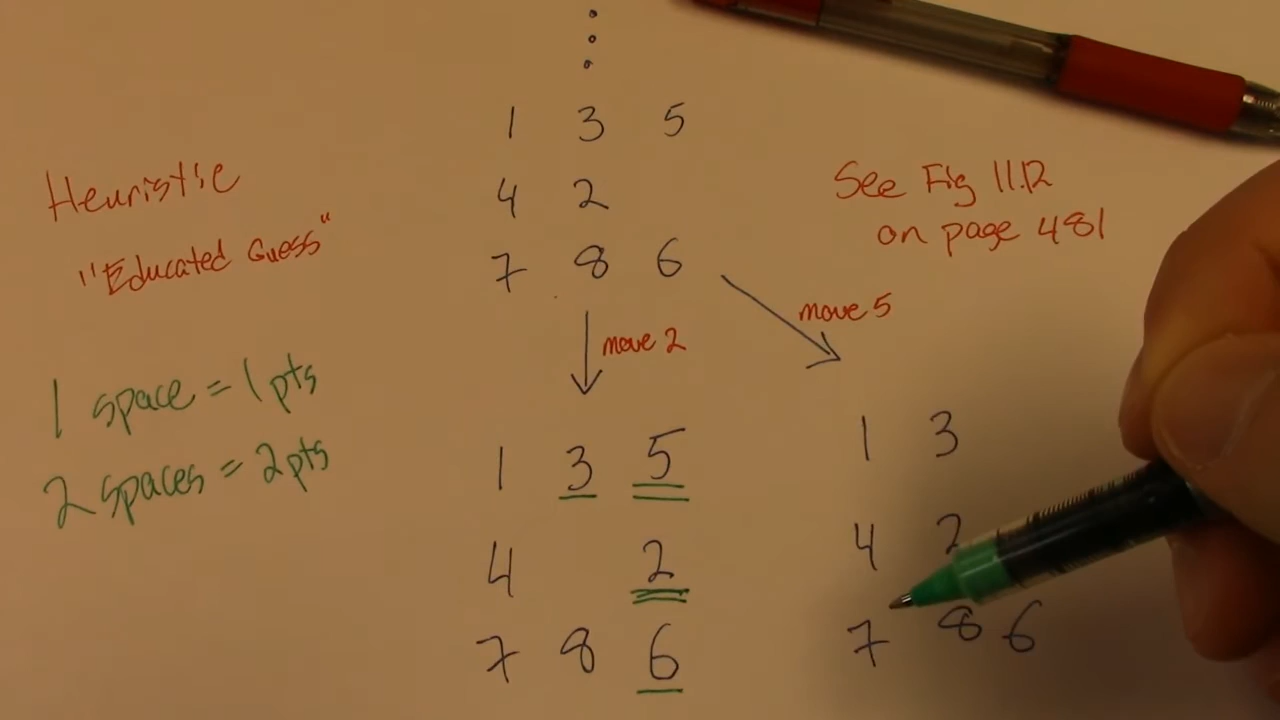 1 3 5
4 2
7 8 6
Heuristic
"Educated Guess"
See Fig 11.12
on page 481
move 2
move 5
1 space = 1 pts
2 spaces = 2 pts
1 3 5
4 2
7 8 6
1 3
4 2
7 8 6